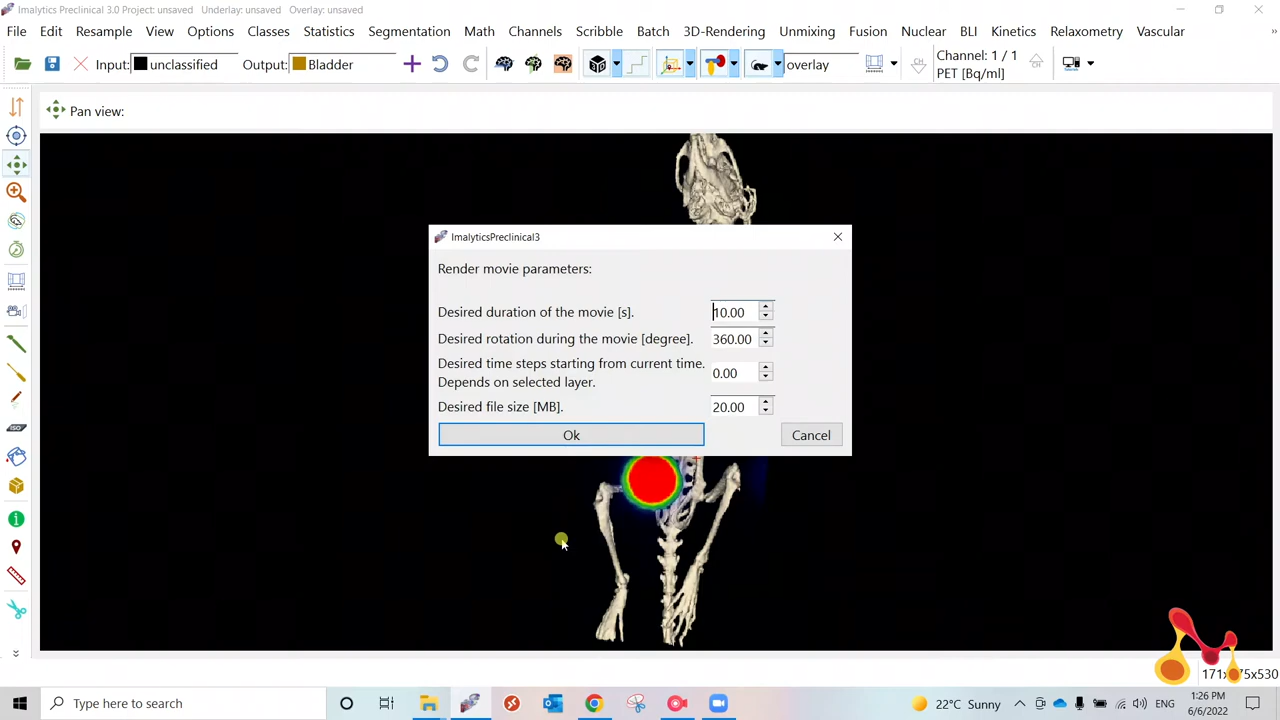 Imalytics Preclinical 3.0 Project: unsaved   Underlay: unsaved   Overlay: unsaved
File Edit Resample View Options Classes Statistics Segmentation Math Channels Scribble Batch 3D-Rendering Unmixing Fusion Nuclear BLI Kinetics Relaxometry Vascular »
Input: unclassified Output: Bladder overlay CH Channel: 1 / 1 CH
PET [Bq/ml]
Pan view:
ImalyticsPreclinical3
Render movie parameters:
Desired duration of the movie [s]. 10.00
Desired rotation during the movie [degree]. 360.00
Desired time steps starting from current time.
Depends on selected layer. 0.00
Desired file size [MB]. 20.00
Ok Cancel
ISO
Type here to search
22°C Sunny
ENG
1:26 PM
6/6/2022